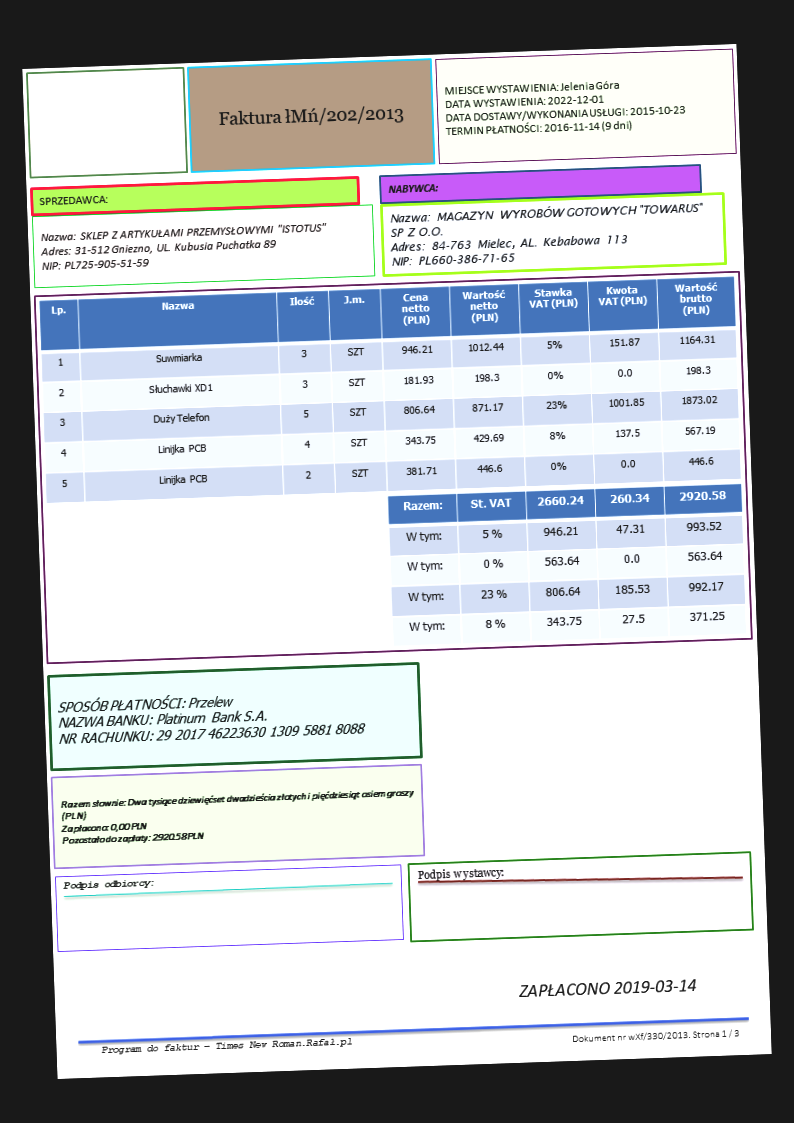 Faktura łMń/202/2013
MIEJSCE WYSTAWIENIA: Jelenia Góra
DATA WYSTAWIENIA: 2022-12-01
DATA DOSTAWY/WYKONANIA USŁUGI: 2015-10-23
TERMIN PŁATNOŚCI: 2016-11-14 (9 dni)
SPRZEDAWCA:
Nazwa: SKLEP Z ARTYKUŁAMI PRZEMYSŁOWYMI "ISTOTUS"
Adres: 31-512 Gniezno, UL. Kubusia Puchatka 89
NIP: PL725-905-51-59
NABYWCA:
Nazwa: MAGAZYN WYROBÓW GOTOWYCH "TOWARUS"
SP Z O.O.
Adres: 84-763 Mielec, AL. Kebabowa 113
NIP: PL660-386-71-65
Lp. Nazwa Ilość J.m. Cena netto (PLN) Wartość netto (PLN) Stawka VAT (PLN) Kwota VAT (PLN) Wartość brutto (PLN)
1 Suwmiarka 3 SZT 946.21 1012.44 5% 151.87 1164.31
2 Słuchawki XD1 3 SZT 181.93 198.3 0% 0.0 198.3
3 Duży Telefon 5 SZT 806.64 871.17 23% 1001.85 1873.02
4 Linijka PCB 4 SZT 343.75 429.69 8% 137.5 567.19
5 Linijka PCB 2 SZT 381.71 446.6 0% 0.0 446.6
Razem: St. VAT 2660.24 260.34 2920.58
W tym: 5 % 946.21 47.31 993.52
W tym: 0 % 563.64 0.0 563.64
W tym: 23 % 806.64 185.53 992.17
W tym: 8 % 343.75 27.5 371.25
SPOSÓB PŁATNOŚCI: Przelew
NAZWA BANKU: Platinum Bank S.A.
NR RACHUNKU: 29 2017 46223630 1309 5881 8088
Razem słownie: Dwa tysiące dziewięćset dwadzieścia złotych i pięćdziesiąt osiem groszy
(PLN)
Zapłacono: 0,00 PLN
Pozostało do zapłaty: 2920.58 PLN
Podpis odbiorcy:
Podpis wystawcy:
ZAPŁACONO 2019-03-14
Program do faktur – Times New Roman.Rafał.pl
Dokument nr wXf/330/2013. Strona 1 / 3